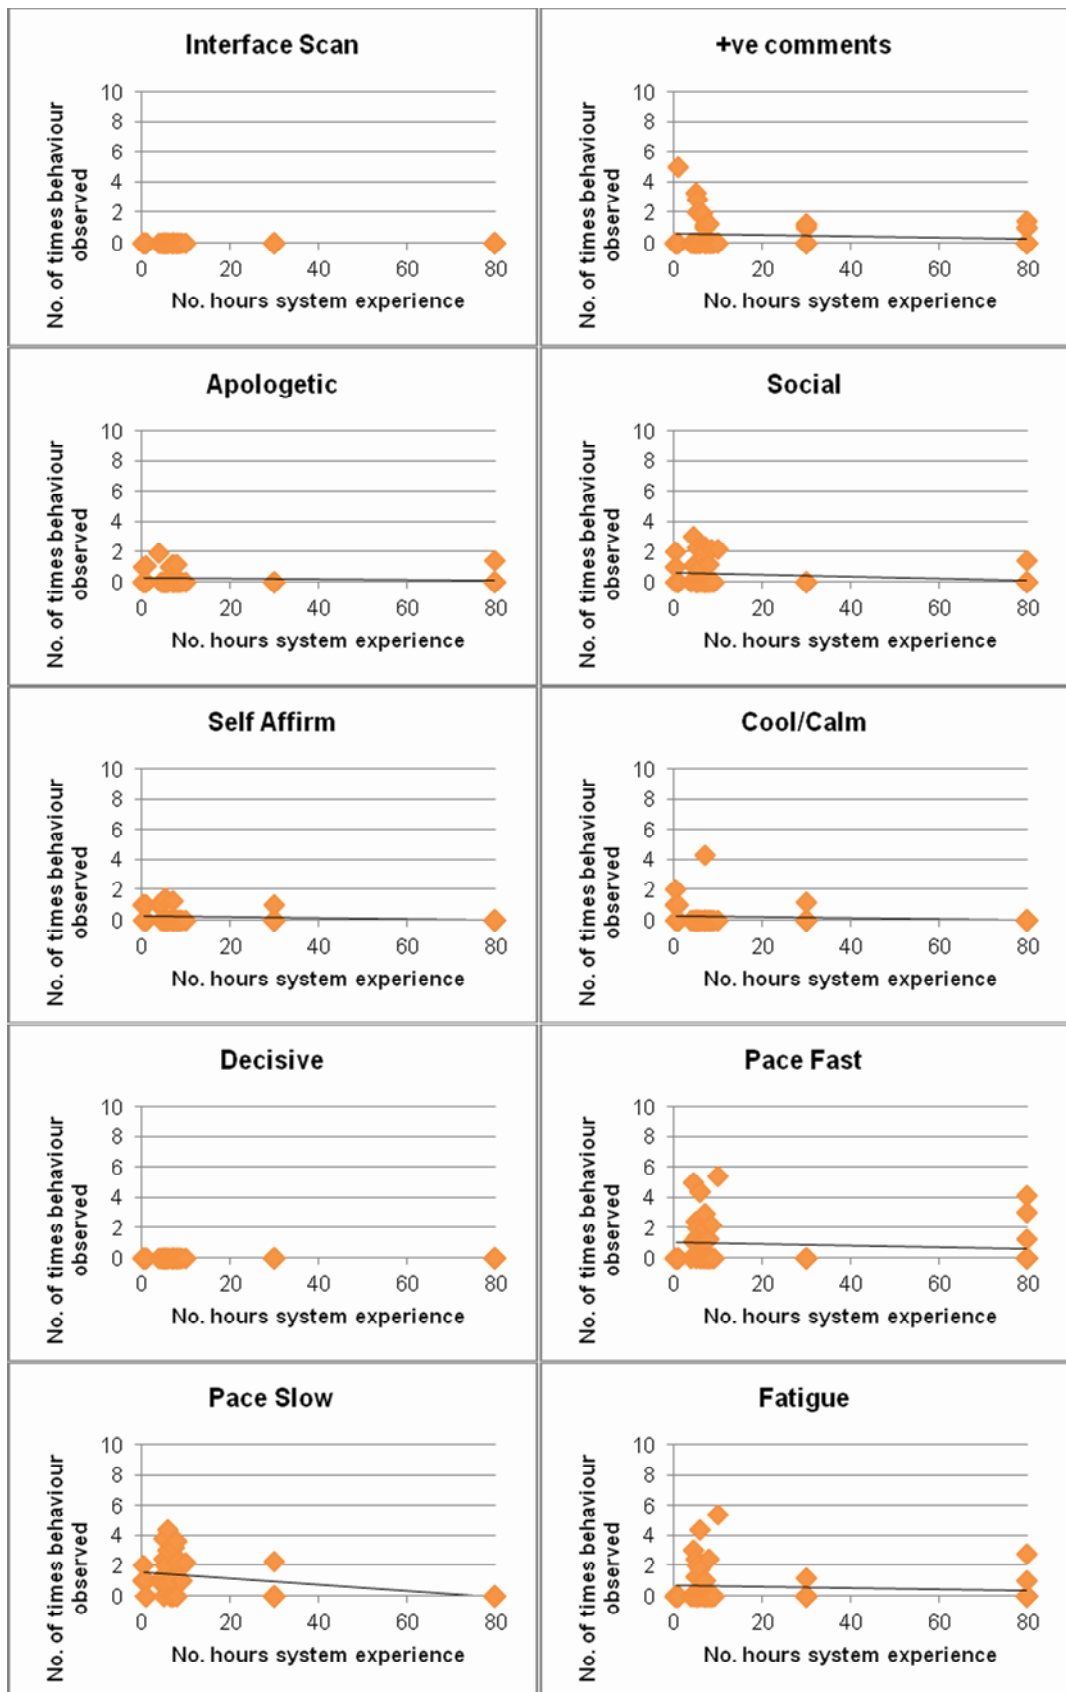 Interface Scan
No. of times behaviour
observed
10
8
6
4
2
0
0 20 40 60 80
No. hours system experience
+ve comments
No. of times behaviour
observed
10
8
6
4
2
0
0 20 40 60 80
No. hours system experience
Apologetic
No. of times behaviour
observed
10
8
6
4
2
0
0 20 40 60 80
No. hours system experience
Social
No. of times behaviour
observed
10
8
6
4
2
0
0 20 40 60 80
No. hours system experience
Self Affirm
No. of times behaviour
observed
10
8
6
4
2
0
0 20 40 60 80
No. hours system experience
Cool/Calm
No. of times behaviour
observed
10
8
6
4
2
0
0 20 40 60 80
No. hours system experience
Decisive
No. of times behaviour
observed
10
8
6
4
2
0
0 20 40 60 80
No. hours system experience
Pace Fast
No. of times behaviour
observed
10
8
6
4
2
0
0 20 40 60 80
No. hours system experience
Pace Slow
No. of times behaviour
observed
10
8
6
4
2
0
0 20 40 60 80
No. hours system experience
Fatigue
No. of times behaviour
observed
10
8
6
4
2
0
0 20 40 60 80
No. hours system experience